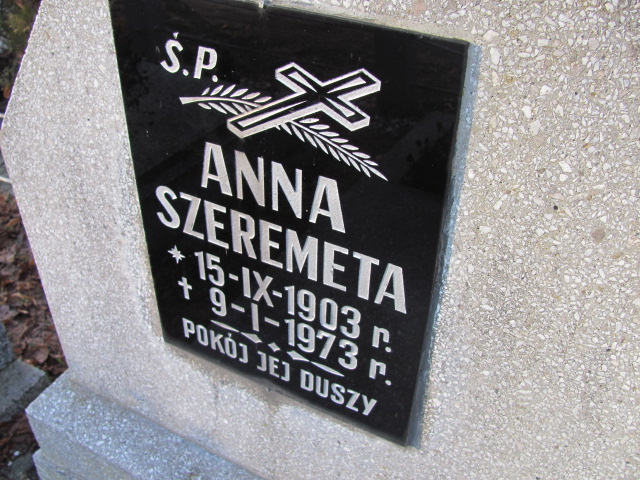 Ś.P.
ANNA
SZEREMETA
* 15-IX-1903 r.
† 9-I-1973 r.
POKÓJ JEJ DUSZY